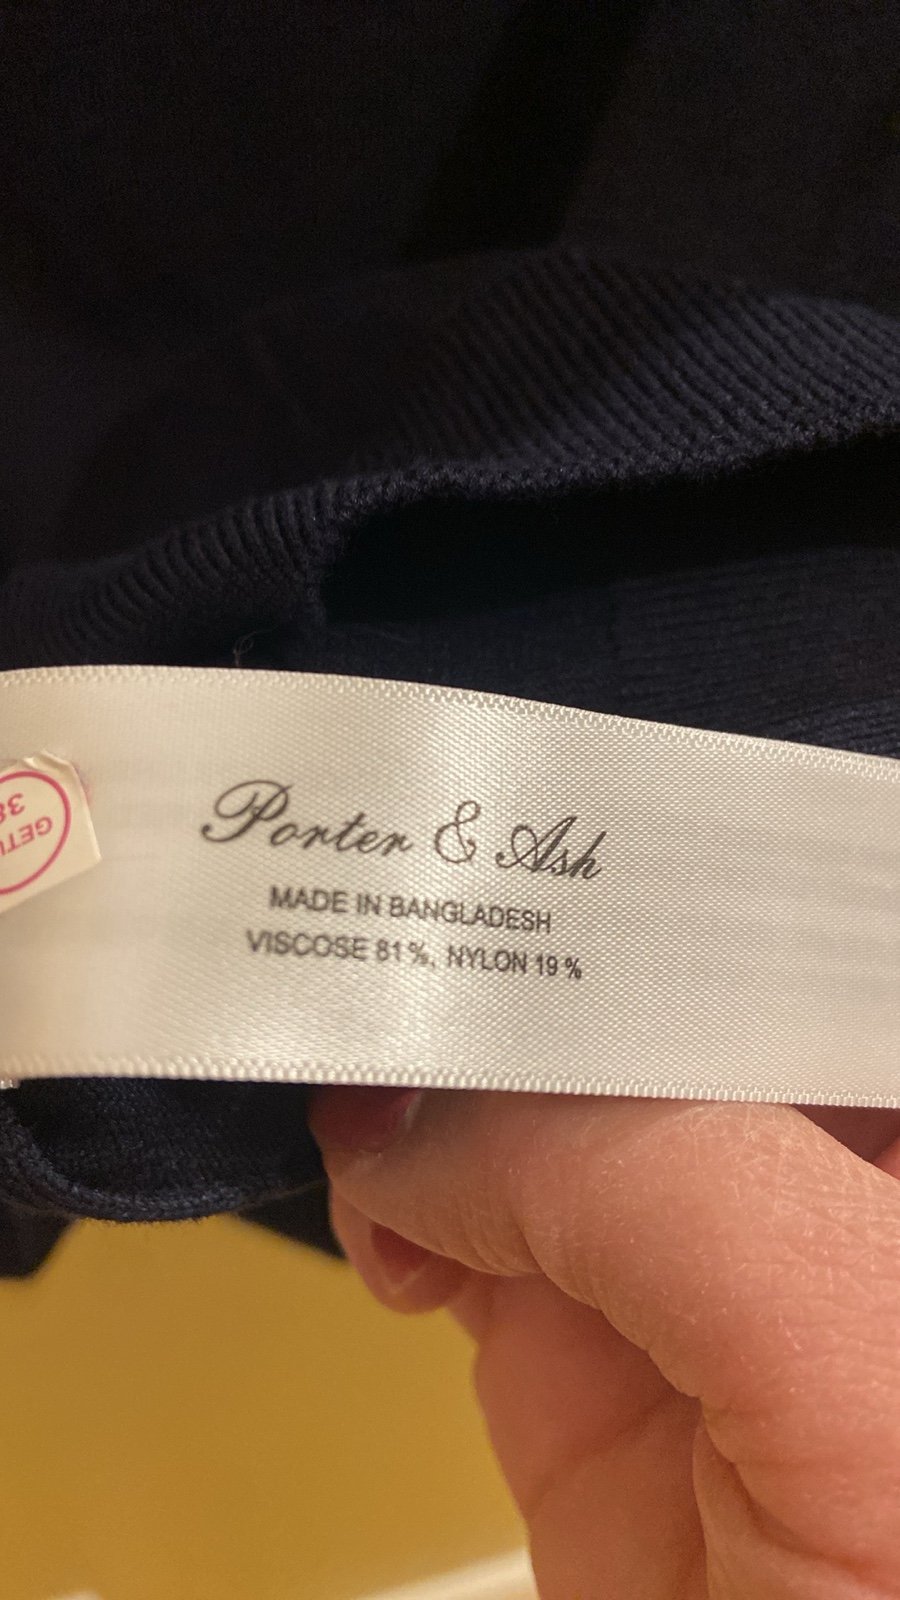 Porter & Ash
MADE IN BANGLADESH
VISCOSE 81%, NYLON 19%